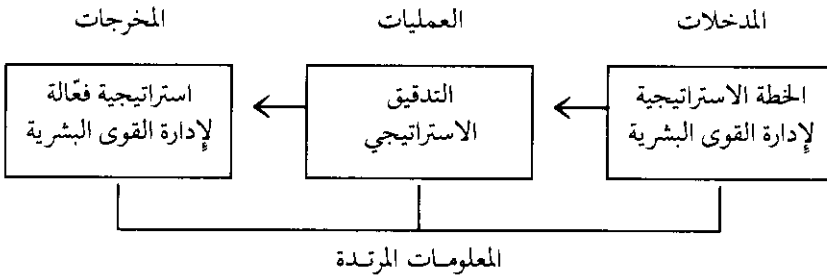 المدخلات
العمليات
المخرجات
الخطة الاستراتيجية
لإدارة القوى البشرية
التدقيق
الاستراتيجي
استراتيجية فعّالة
لإدارة القوى البشرية
المعلومات المرتدة